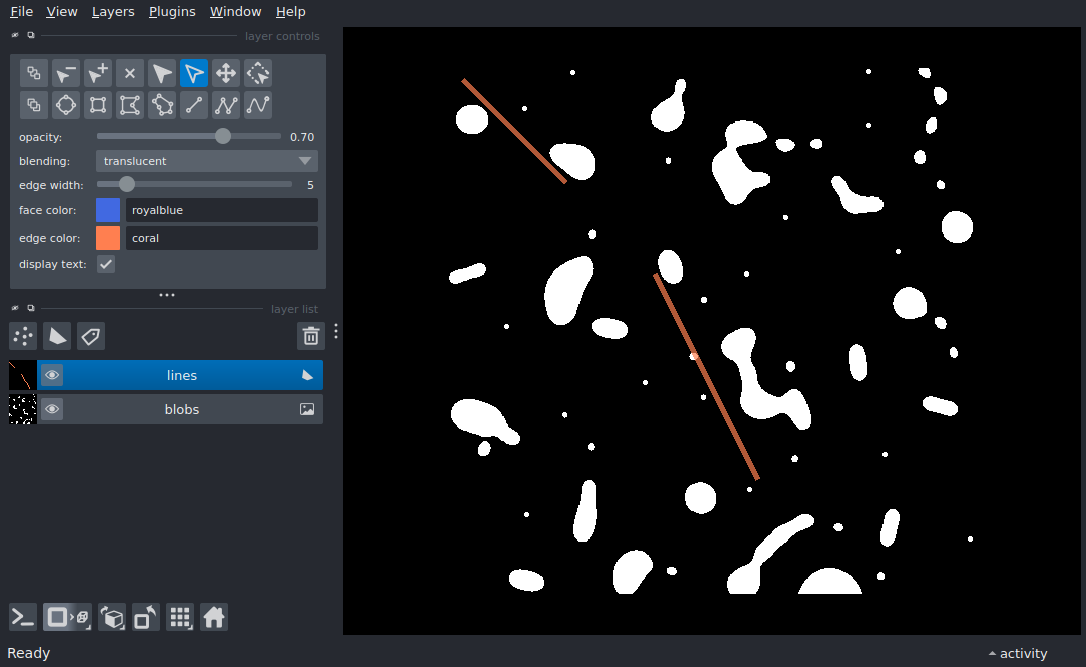 File View Layers Plugins Window Help
layer controls
opacity: 0.70
blending: translucent
edge width: 5
face color: royalblue
edge color: coral
display text:
layer list
lines
blobs
Ready
activity